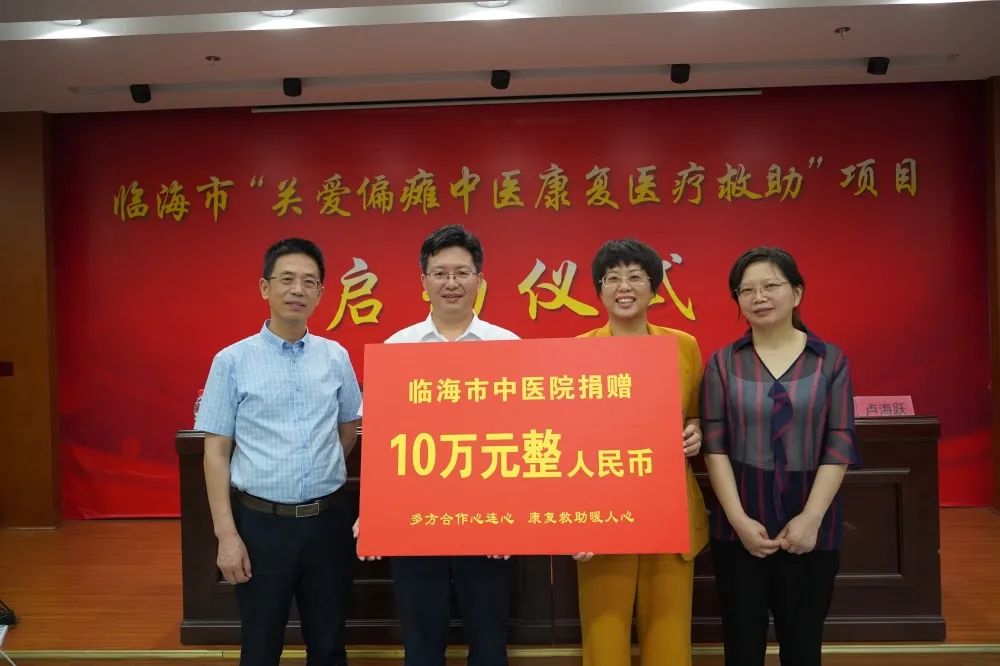 临海市“关爱偏瘫中医康复医疗救助”项目
启动仪式
临海市中医院捐赠
10万元整人民币
多方合作心连心 康复救助暖人心
卢海跃